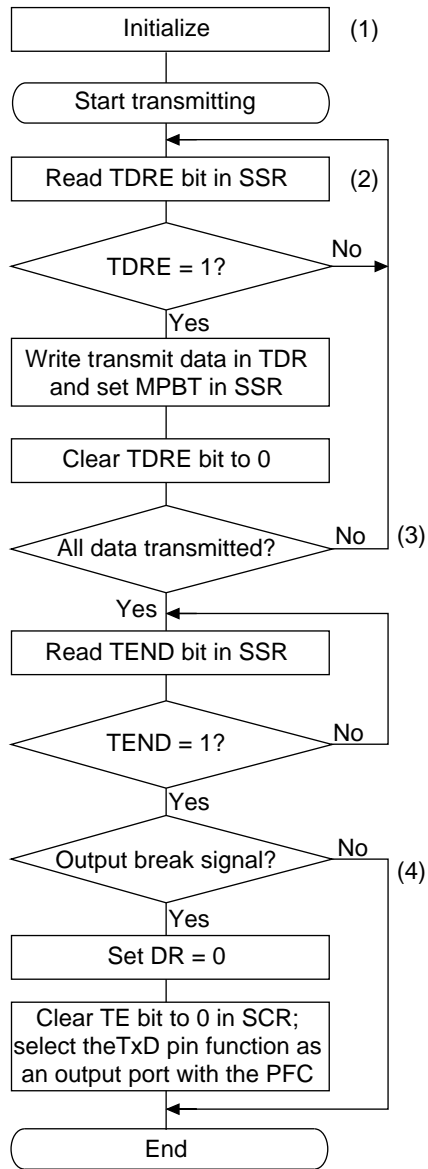 Initialize (1)
Start transmitting
Read TDRE bit in SSR (2)
TDRE = 1? No
Yes
Write transmit data in TDR
and set MPBT in SSR
Clear TDRE bit to 0
All data transmitted? No (3)
Yes
Read TEND bit in SSR
TEND = 1? No
Yes
Output break signal? No (4)
Yes
Set DR = 0
Clear TE bit to 0 in SCR;
select theTxD pin function as
an output port with the PFC
End